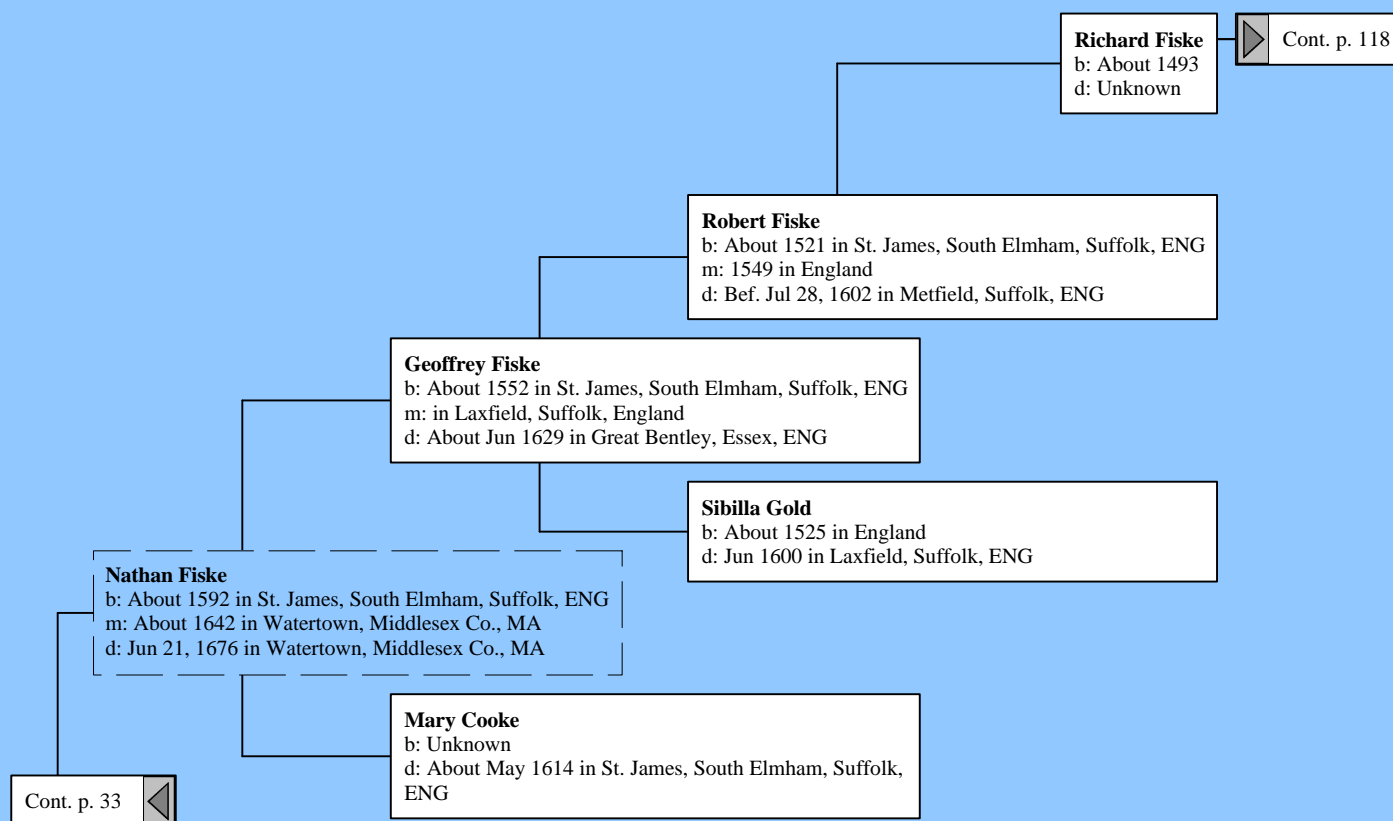 Richard Fiske
b: About 1493
d: Unknown
Cont. p. 118
Robert Fiske
b: About 1521 in St. James, South Elmham, Suffolk, ENG
m: 1549 in England
d: Bef. Jul 28, 1602 in Metfield, Suffolk, ENG
Geoffrey Fiske
b: About 1552 in St. James, South Elmham, Suffolk, ENG
m: in Laxfield, Suffolk, England
d: About Jun 1629 in Great Bentley, Essex, ENG
Sibilla Gold
b: About 1525 in England
d: Jun 1600 in Laxfield, Suffolk, ENG
Nathan Fiske
b: About 1592 in St. James, South Elmham, Suffolk, ENG
m: About 1642 in Watertown, Middlesex Co., MA
d: Jun 21, 1676 in Watertown, Middlesex Co., MA
Mary Cooke
b: Unknown
d: About May 1614 in St. James, South Elmham, Suffolk,
ENG
Cont. p. 33